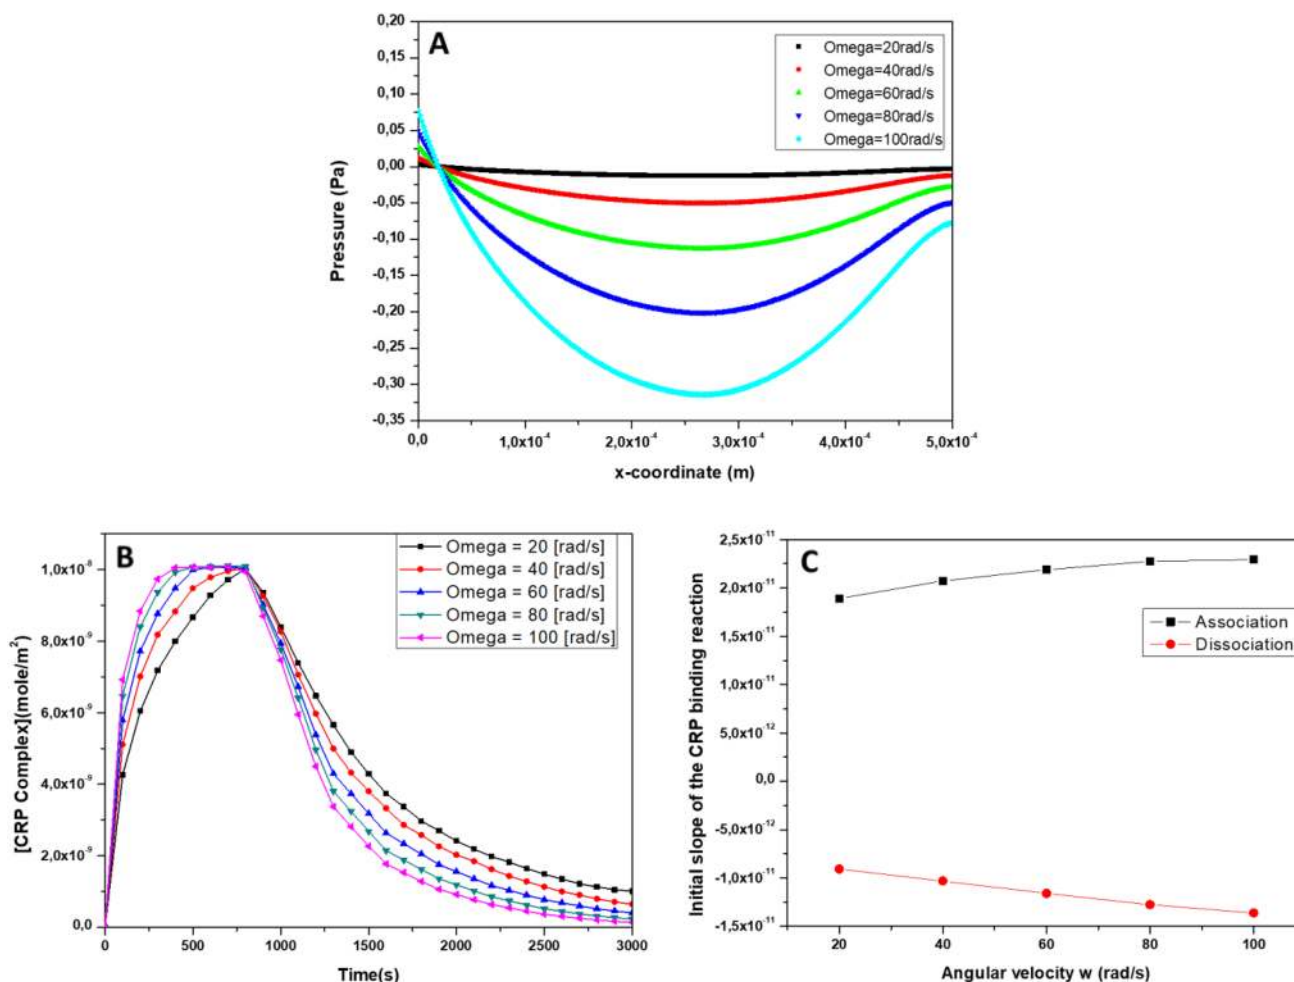 A
Omega=20rad/s
Omega=40rad/s
Omega=60rad/s
Omega=80rad/s
Omega=100rad/s
0,20
0,15
0,10
0,05
0,00
-0,05
-0,10
-0,15
-0,20
-0,25
-0,30
-0,35
Pressure (Pa)
0,0 1,0x10⁻⁴ 2,0x10⁻⁴ 3,0x10⁻⁴ 4,0x10⁻⁴ 5,0x10⁻⁴
x-coordinate (m)
B
Omega = 20 [rad/s]
Omega = 40 [rad/s]
Omega = 60 [rad/s]
Omega = 80 [rad/s]
Omega = 100 [rad/s]
1,0x10⁻⁸
8,0x10⁻⁹
6,0x10⁻⁹
4,0x10⁻⁹
2,0x10⁻⁹
0,0
[CRP Complex](mole/m²)
0 500 1000 1500 2000 2500 3000
Time(s)
C
2,5x10⁻¹¹
2,0x10⁻¹¹
1,5x10⁻¹¹
1,0x10⁻¹¹
5,0x10⁻¹²
0,0
-5,0x10⁻¹²
-1,0x10⁻¹¹
-1,5x10⁻¹¹
Association
Dissociation
Initial slope of the CRP binding reaction
20 40 60 80 100
Angular velocity w (rad/s)